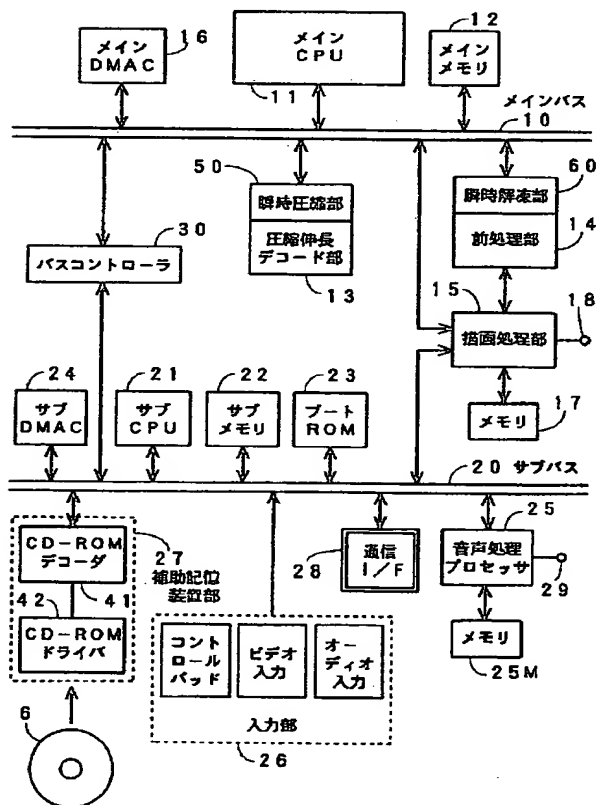 16
メイン
DMAC
メイン
CPU
11
12
メイン
メモリ
メインバス
10
50
瞬時圧縮部
圧縮伸長
デコード部
13
60
瞬時解凍部
前処理部
14
30
バスコントローラ
15
描画処理部
18
メモリ
17
24
サブ
DMAC
21
サブ
CPU
22
サブ
メモリ
23
ブート
ROM
20 サブバス
CD-ROM
デコーダ
41
27
補助記憶
装置部
42
CD-ROM
ドライバ
6
コント
ロール
パッド
ビデオ
入力
オー
ディオ
入力
入力部
26
通信
I/F
28
25
音声処理
プロセッサ
29
メモリ
25M